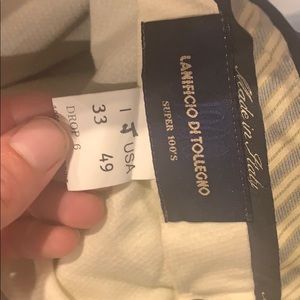 LANIFICIO DI TOLLEGNO
SUPER 100'S
Made in Italy
I USA
33 49
DROP 6